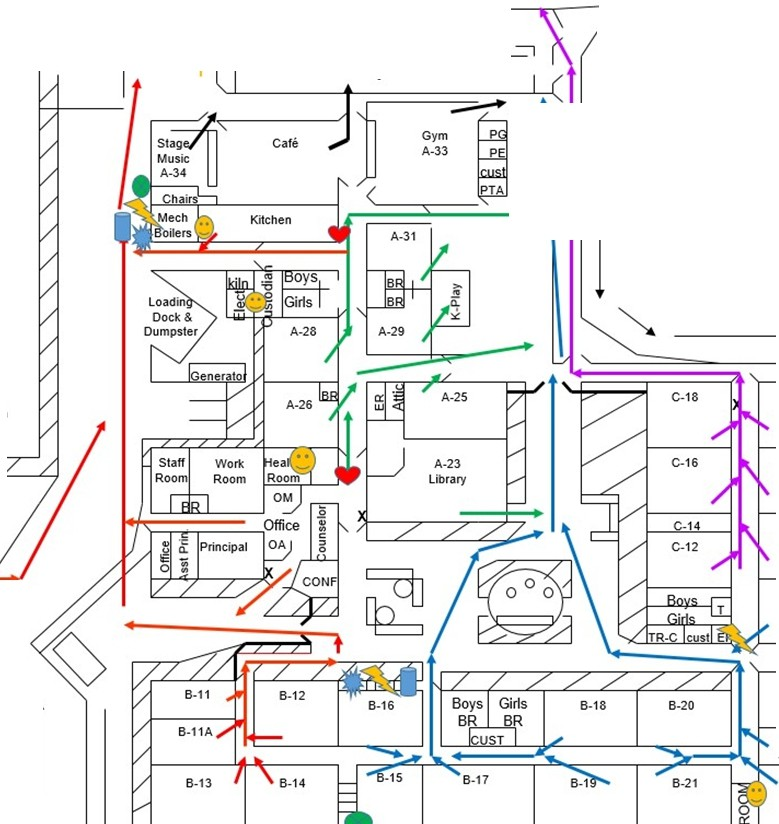 Stage
Music
A-34
Café
Gym
A-33
PG
PE
cust
PTA
Chairs
Mech
Boilers
Kitchen
A-31
BR
BR
K-Play
A-29
kiln
Elect
Custodian
Boys
Girls
Loading
Dock &
Dumpster
A-28
Generator
A-26
BR
ER
Attic
A-25
C-18
X
Staff
Room
Work
Room
Room
OM
BR
A-23
Library
C-16
X
Office
OA
Counselor
Office
Asst Prin.
Principal
X
CONF
C-14
C-12
Boys
T
Girls
TR-C
cust
B-11
B-12
B-16
Boys
BR
Girls
BR
CUST
B-18
B-20
B-11A
B-13
B-14
B-15
B-17
B-19
B-21
ROOM